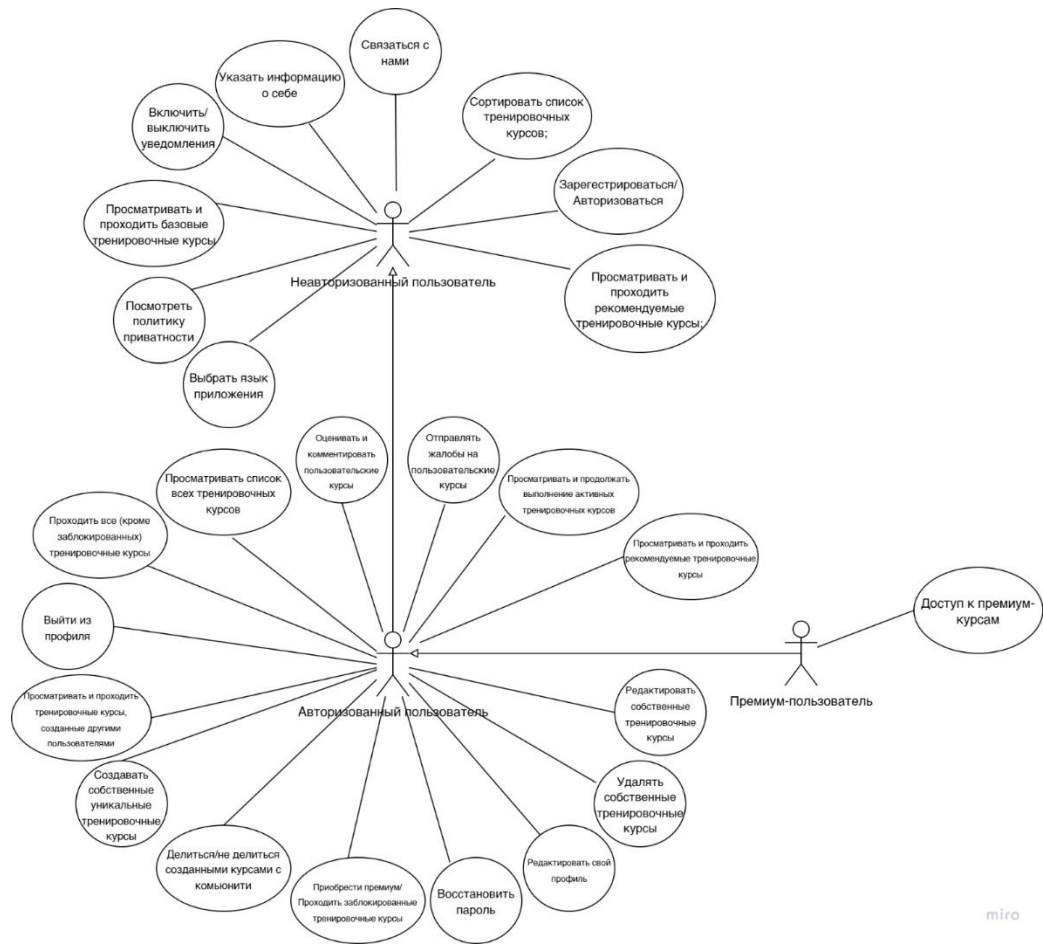 Связаться с
нами
Указать информацию
о себе
Сортировать список
тренировочных
курсов;
Включить/
выключить
уведомления
Зарегестрироваться/
Авторизоваться
Просматривать и
проходить базовые
тренировочные курсы
Неавторизованный пользователь
Просматривать и
проходить
рекомендуемые
тренировочные курсы;
Посмотреть
политику
приватности
Выбрать язык
приложения
Оценивать и
комментировать
пользовательские
курсы
Отправлять
жалобы на
пользовательские
курсы
Просматривать список
всех тренировочных
курсов
Просматривать и продолжать
выполнение активных
тренировочных курсов
Проходить все (кроме
заблокированных)
тренировочные курсы
Просматривать и проходить
рекомендуемые тренировочные
курсы
Доступ к премиум-
курсам
Выйти из
профиля
Авторизованный пользователь
Премиум-пользователь
Просматривать и проходить
тренировочные курсы,
созданные другими
пользователями
Редактировать
собственные
тренировочные
курсы
Создавать
собственные
уникальные
тренировочные
курсы
Удалять
собственные
тренировочные
курсы
Делиться/не делиться
созданными курсами с
комьюнити
Приобрести премиум/
Проходить заблокированные
тренировочные курсы
Восстановить
пароль
Редактировать свой
профиль
miro